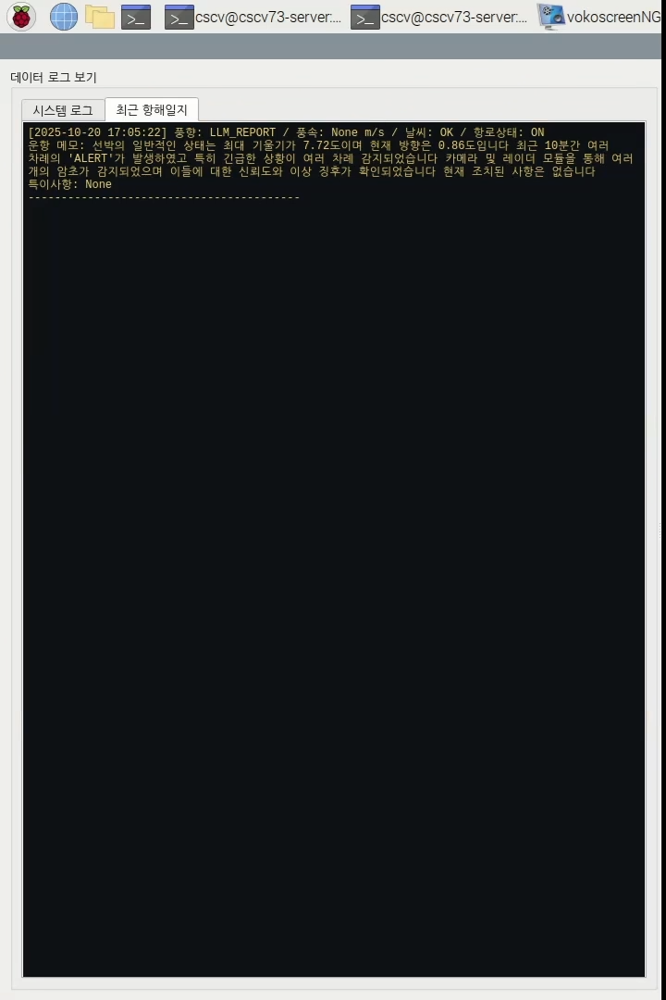 cscv@cscv73-server:...
cscv@cscv73-server:...
vokoscreenNG
데이터 로그 보기
시스템 로그
최근 항해일지
[2025-10-20 17:05:22] 풍향: LLM_REPORT / 풍속: None m/s / 날씨: OK / 항로상태: ON
운항 메모: 선박의 일반적인 상태는 최대 기울기가 7.72도이며 현재 방향은 0.86도입니다 최근 10분간 여러
차례의 'ALERT'가 발생하였고 특히 긴급한 상황이 여러 차례 감지되었습니다 카메라 및 레이더 모듈을 통해 여러
개의 암초가 감지되었으며 이들에 대한 신뢰도와 이상 징후가 확인되었습니다 현재 조치된 사항은 없습니다
특이사항: None
-----------------------------------------